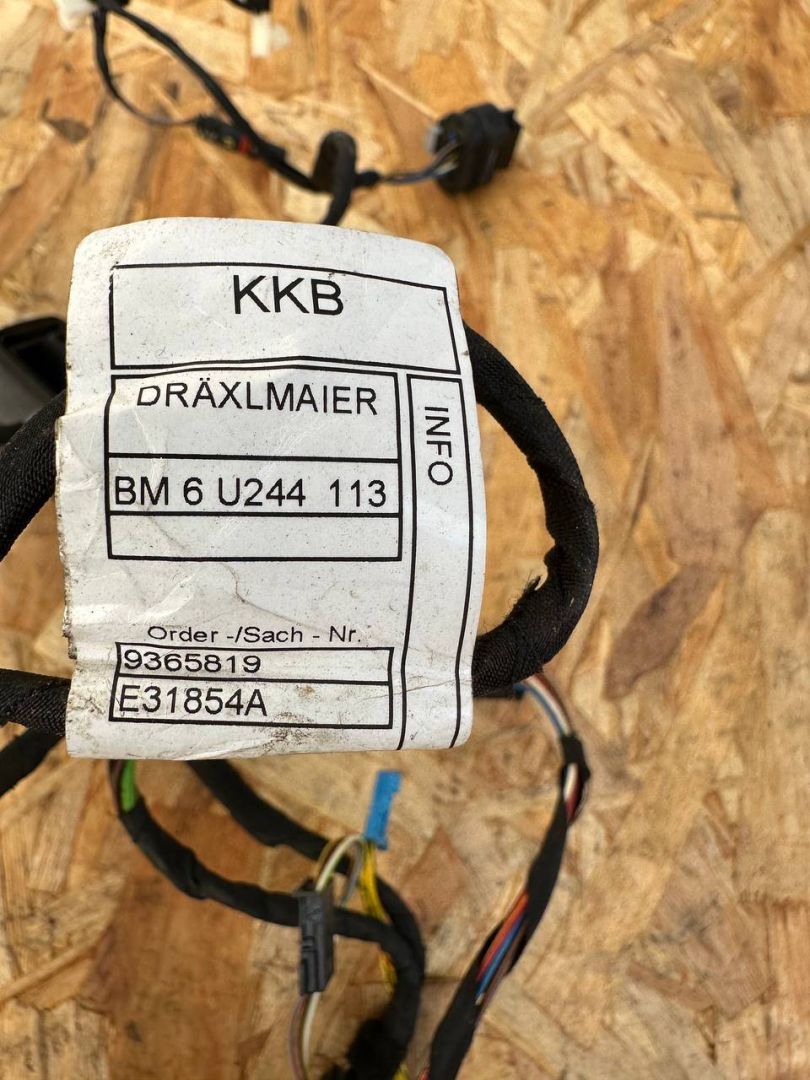 KKB
DRÄXLMAIER
INFO
BM 6 U244 113
Order -/Sach - Nr.
9365819
E31854A